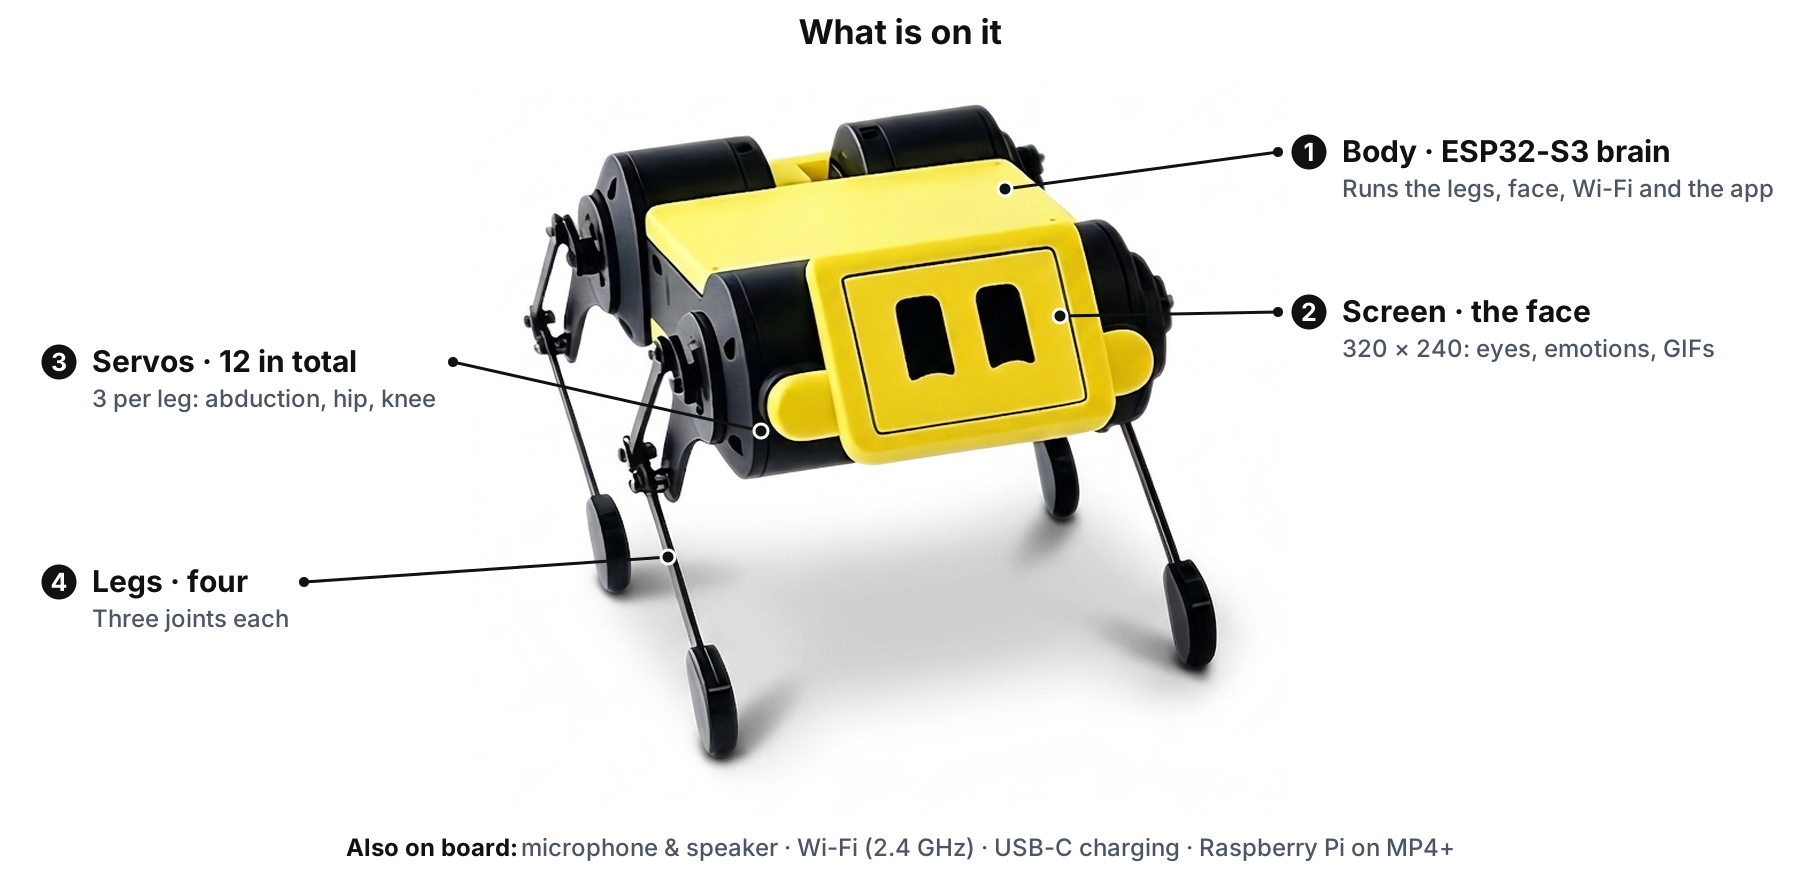 What is on it
1 Body · ESP32-S3 brain
Runs the legs, face, Wi-Fi and the app
2 Screen · the face
320 × 240: eyes, emotions, GIFs
3 Servos · 12 in total
3 per leg: abduction, hip, knee
4 Legs · four
Three joints each
Also on board: microphone & speaker · Wi-Fi (2.4 GHz) · USB-C charging · Raspberry Pi on MP4+